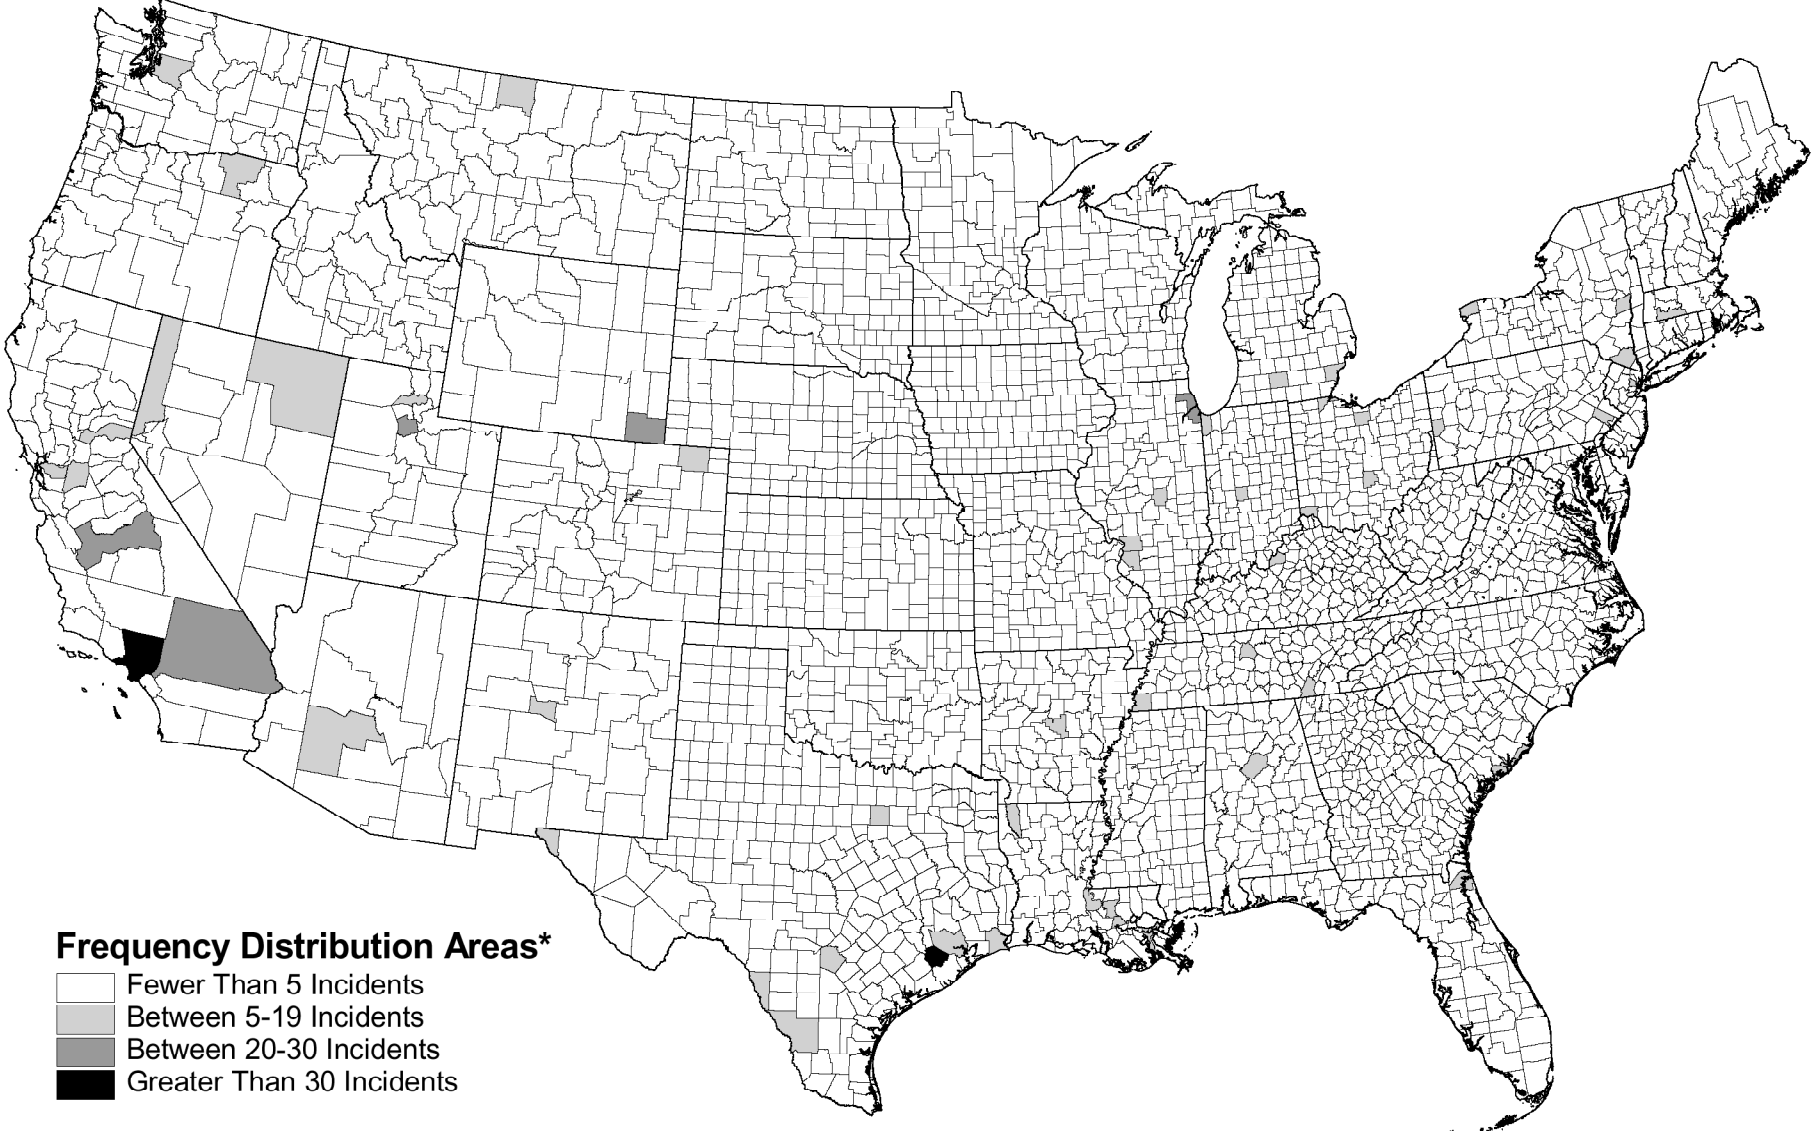 Frequency Distribution Areas*
Fewer Than 5 Incidents
Between 5-19 Incidents
Between 20-30 Incidents
Greater Than 30 Incidents